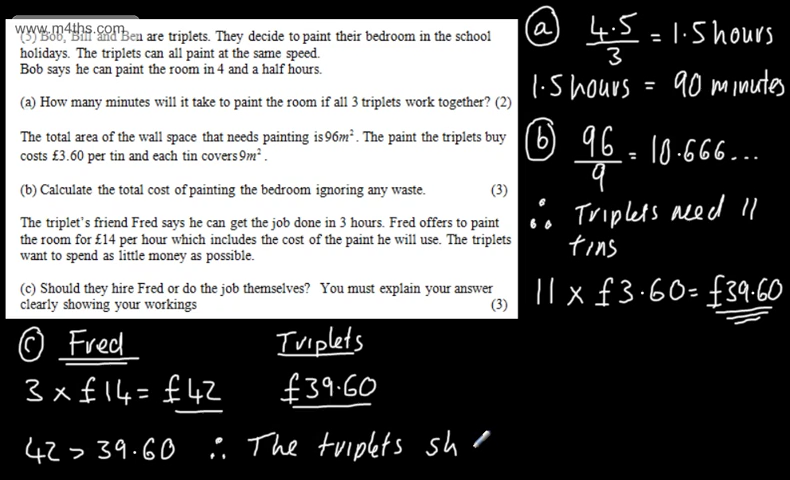 www.m4ths.com
(5) Bob, Bill and Ben are triplets. They decide to paint their bedroom in the school
holidays. The triplets can all paint at the same speed.
Bob says he can paint the room in 4 and a half hours.
(a) How many minutes will it take to paint the room if all 3 triplets work together? (2)
The total area of the wall space that needs painting is 96m². The paint the triplets buy
costs £3.60 per tin and each tin covers 9m².
(b) Calculate the total cost of painting the bedroom ignoring any waste. (3)
The triplet's friend Fred says he can get the job done in 3 hours. Fred offers to paint
the room for £14 per hour which includes the cost of the paint he will use. The triplets
want to spend as little money as possible.
(c) Should they hire Fred or do the job themselves? You must explain your answer
clearly showing your workings (3)
(a) 4.5/3 = 1.5 hours
1.5 hours = 90 minutes
(b) 96/9 = 10.666...
∴ Triplets need 11
tins
11 x £3.60 = £39.60
(c) Fred Triplets
3 x £14 = £42 £39.60
42 > 39.60 ∴ The triplets sh